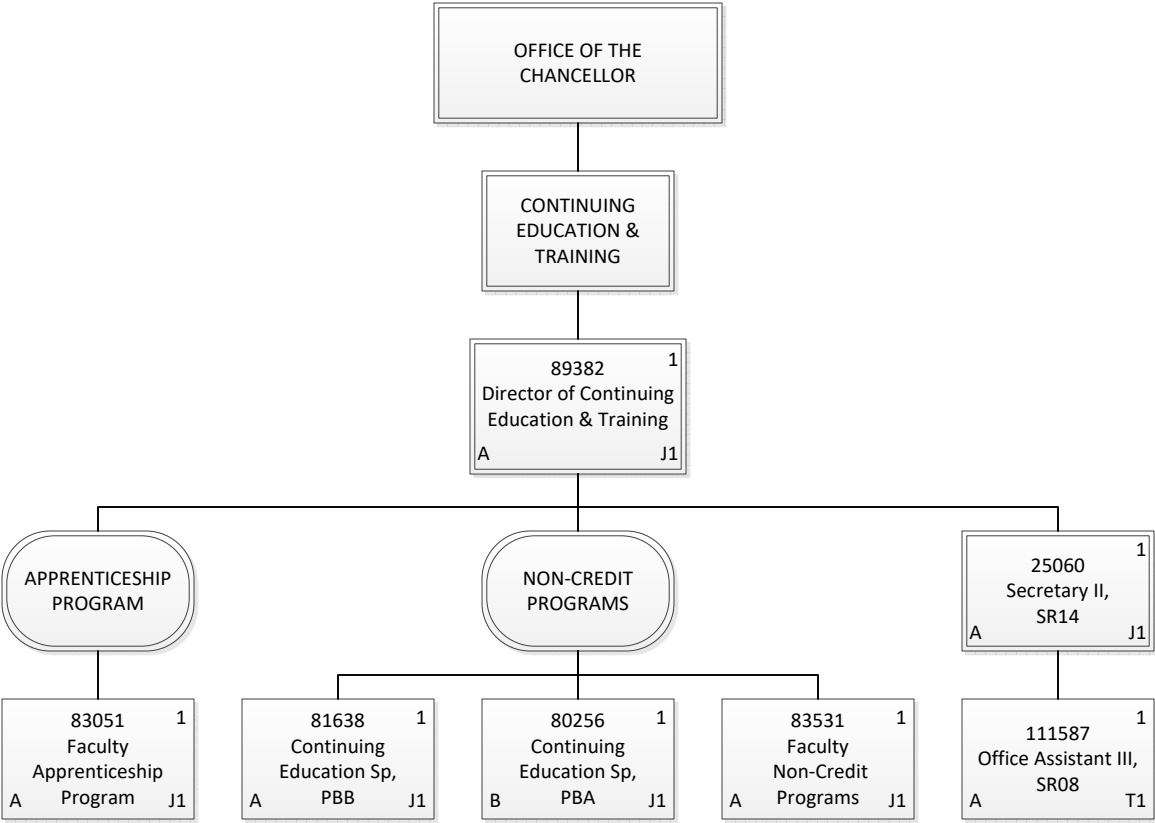 OFFICE OF THE
CHANCELLOR
CONTINUING
EDUCATION &
TRAINING
89382 1
Director of Continuing
Education & Training
A J1
APPRENTICESHIP
PROGRAM
NON-CREDIT
PROGRAMS
25060 1
Secretary II,
SR14
A J1
83051 1
Faculty
Apprenticeship
Program
A J1
81638 1
Continuing
Education Sp,
PBB
A J1
80256 1
Continuing
Education Sp,
PBA
B J1
83531 1
Faculty
Non-Credit
Programs
A J1
111587 1
Office Assistant III,
SR08
A T1